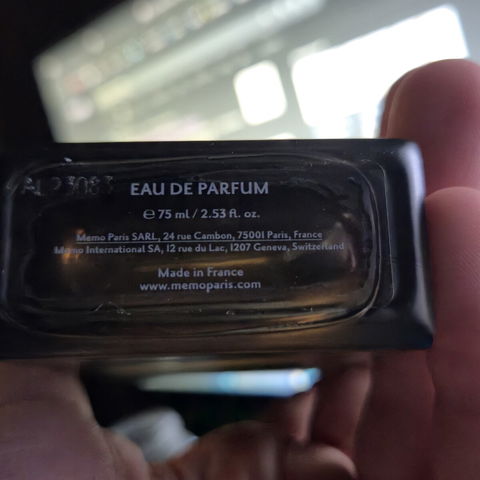 ALP3083
EAU DE PARFUM
℮ 75 ml / 2.53 fl. oz.
Memo Paris SARL, 24 rue Cambon, 75001 Paris, France
Memo International SA, 12 rue du Lac, 1207 Geneva, Switzerland
Made in France
www.memoparis.com